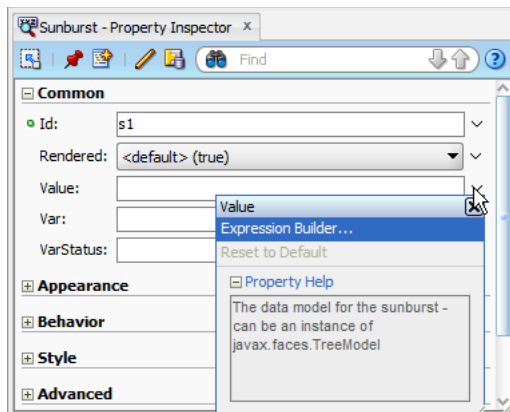 Sunburst - Property Inspector x
Find
Common
Id: s1
Rendered: <default> (true)
Value:
Value
Expression Builder...
Var:
Reset to Default
VarStatus:
Property Help
Appearance
The data model for the sunburst -
Behavior
can be an instance of
javax.faces.TreeModel
Style
Advanced